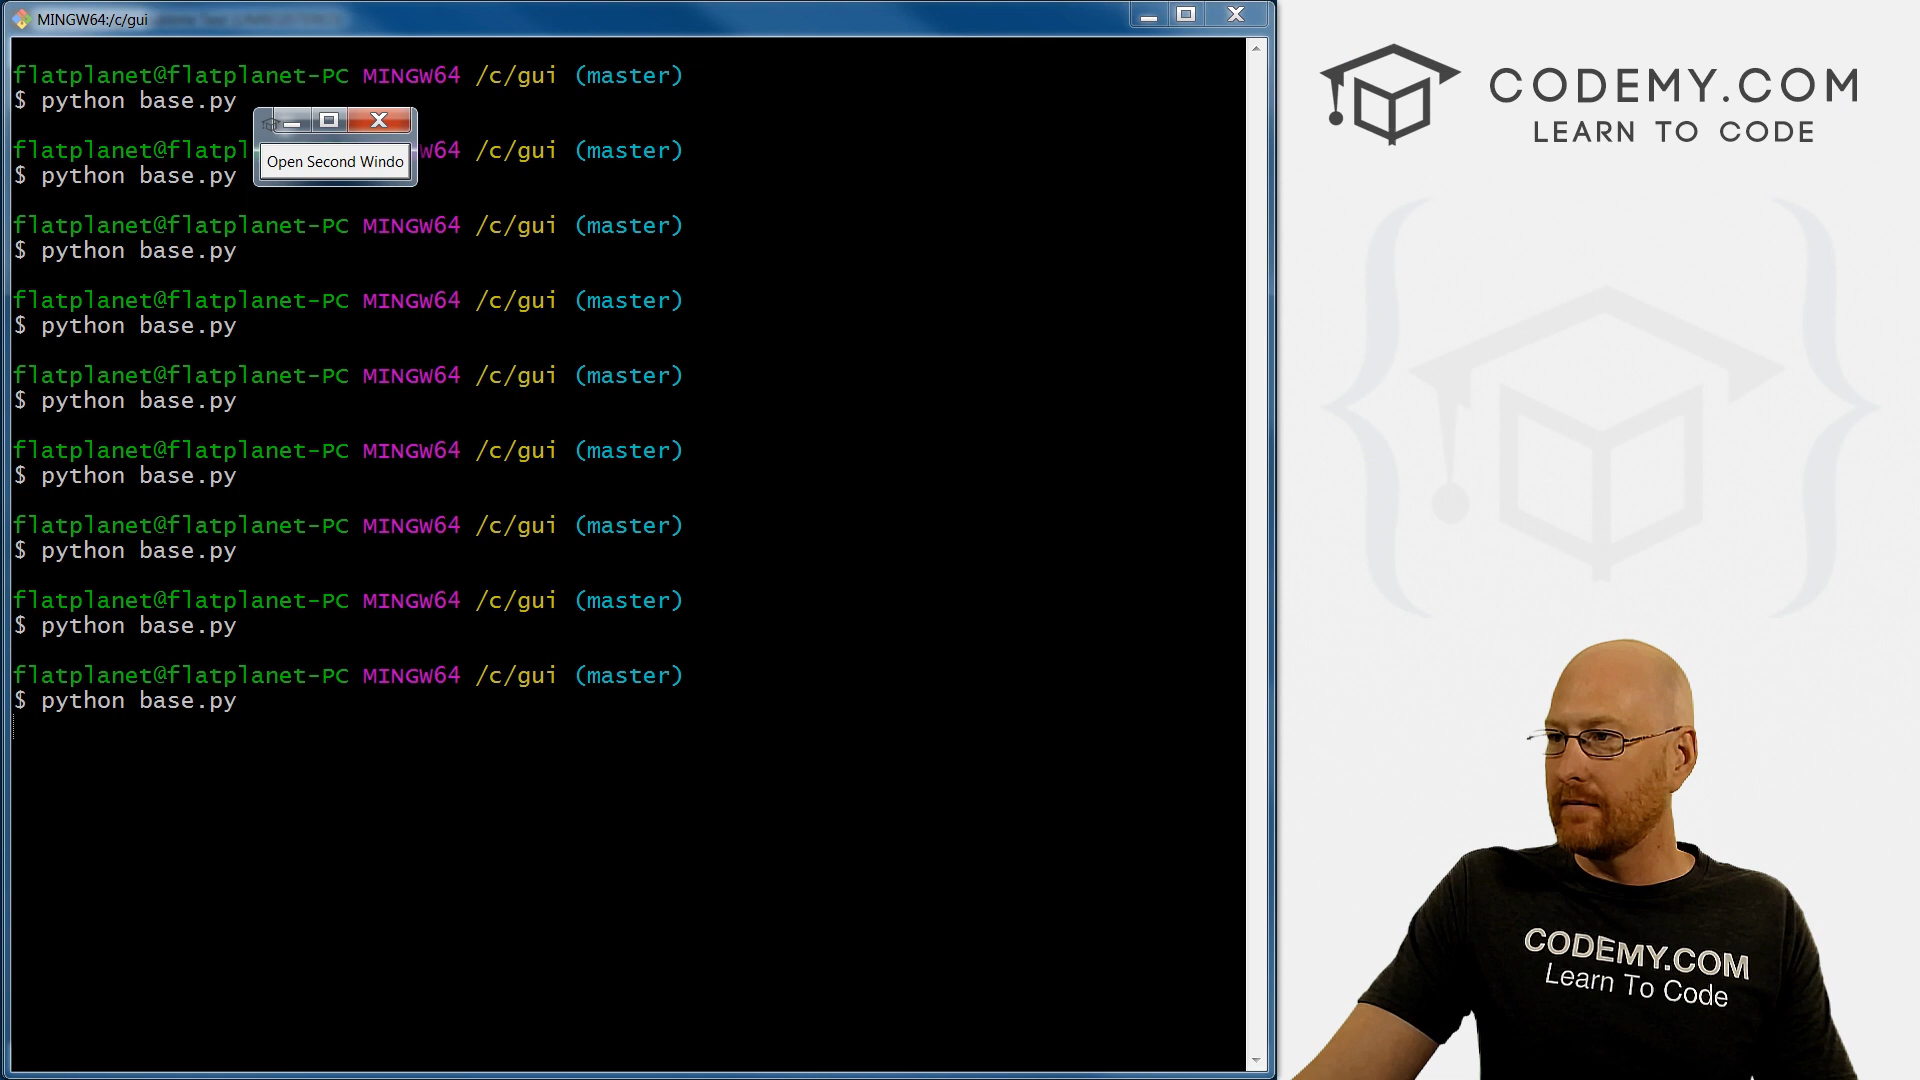 MINGW64:/c/gui
flatplanet@flatplanet-PC MINGW64 /c/gui (master)
$ python base.py
flatplanet@flatpl W64 /c/gui (master)
$ python base.py
Open Second Windo
flatplanet@flatplanet-PC MINGW64 /c/gui (master)
$ python base.py
flatplanet@flatplanet-PC MINGW64 /c/gui (master)
$ python base.py
flatplanet@flatplanet-PC MINGW64 /c/gui (master)
$ python base.py
flatplanet@flatplanet-PC MINGW64 /c/gui (master)
$ python base.py
flatplanet@flatplanet-PC MINGW64 /c/gui (master)
$ python base.py
flatplanet@flatplanet-PC MINGW64 /c/gui (master)
$ python base.py
flatplanet@flatplanet-PC MINGW64 /c/gui (master)
$ python base.py
CODEMY.COM
LEARN TO CODE
CODEMY.COM
Learn To Code